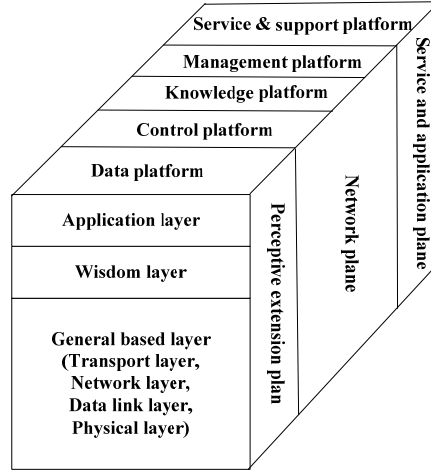 Service & support platform
Management platform
Knowledge platform
Control platform
Data platform
Application layer
Wisdom layer
General based layer
(Transport layer,
Network layer,
Data link layer,
Physical layer)
Perceptive extension plan
Network plane
Service and application plane